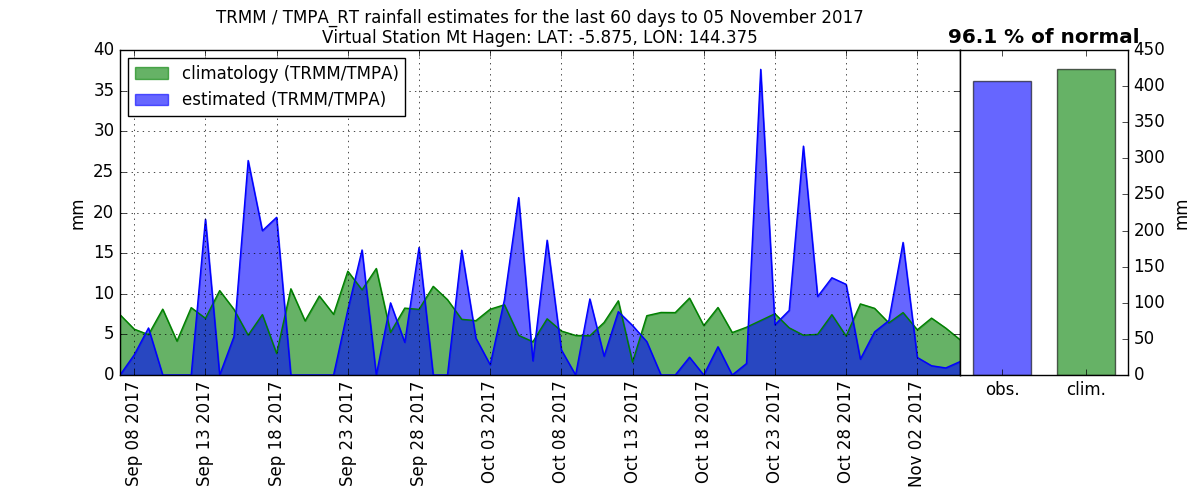 TRMM / TMPA_RT rainfall estimates for the last 60 days to 05 November 2017
Virtual Station Mt Hagen: LAT: -5.875, LON: 144.375
96.1 % of normal
climatology (TRMM/TMPA)
estimated (TRMM/TMPA)
mm
40
35
30
25
20
15
10
5
0
Sep 08 2017
Sep 13 2017
Sep 18 2017
Sep 23 2017
Sep 28 2017
Oct 03 2017
Oct 08 2017
Oct 13 2017
Oct 18 2017
Oct 23 2017
Oct 28 2017
Nov 02 2017
obs.
clim.
450
400
350
300
250
200
150
100
50
0
mm